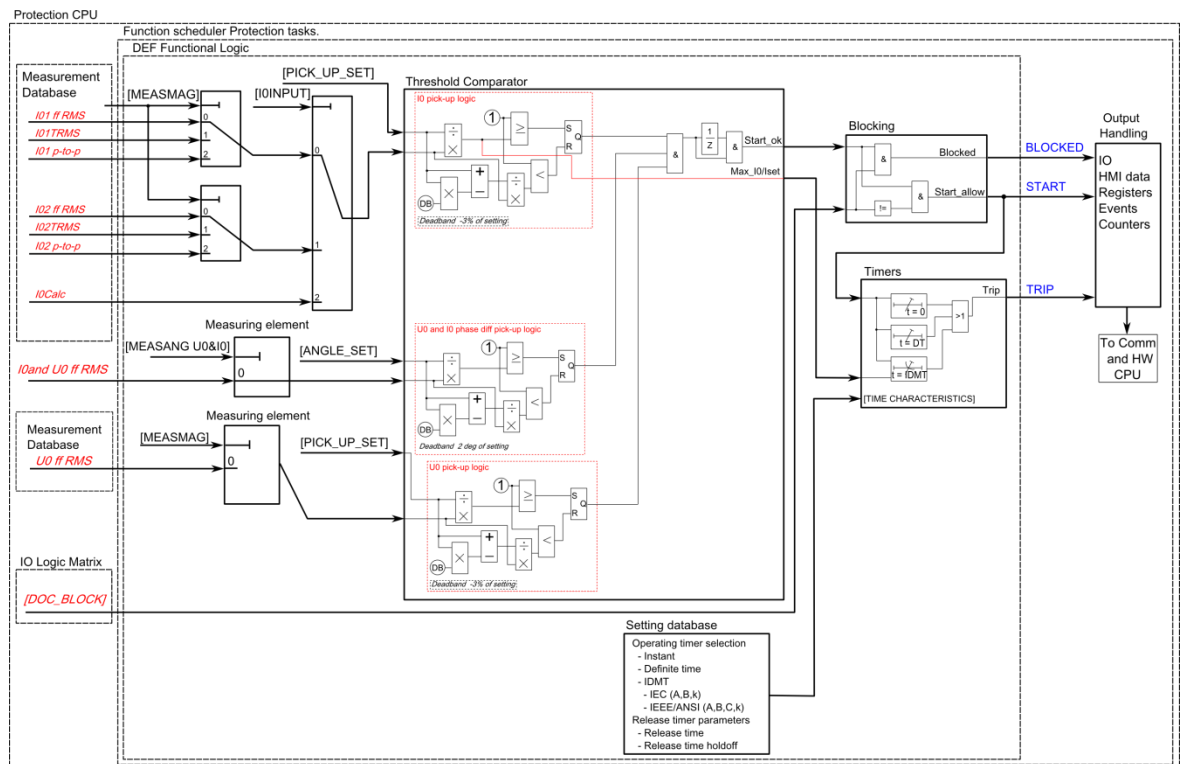 Protection CPU
Function scheduler Protection tasks.
DEF Functional Logic
Measurement
Database
I01 ff RMS
I01TRMS
I01 p-to-p
I02 ff RMS
I02TRMS
I02 p-to-p
I0Calc
[MEASMAG]
0
1
2
0
1
2
[I0INPUT]
0
1
2
[PICK_UP_SET]
Threshold Comparator
I0 pick-up logic
1
÷
×
≥
S
Q
R
+
−
<
÷
×
DB
×
Deadband -3% of setting
&
1
Z
&
Start_ok
Max_I0/Iset
Blocking
&
Blocked
&
Start_allow
!=
BLOCKED
START
Output
Handling
IO
HMI data
Registers
Events
Counters
Timers
t = 0
t = DT
t = IDMT
>1
Trip
[TIME CHARACTERISTICS]
TRIP
To Comm
and HW
CPU
Measuring element
[MEASANG U0&I0]
0
I0and U0 ff RMS
[ANGLE_SET]
U0 and I0 phase diff pick-up logic
1
÷
×
≥
S
Q
R
+
−
<
÷
×
DB
×
Deadband 2 deg of setting
Measuring element
[MEASMAG]
0
Measurement
Database
U0 ff RMS
[PICK_UP_SET]
U0 pick-up logic
1
÷
×
≥
S
Q
R
+
−
<
÷
×
DB
×
Deadband -3% of setting
IO Logic Matrix
[DOC_BLOCK]
Setting database
Operating timer selection
- Instant
- Definite time
- IDMT
- IEC (A,B,k)
- IEEE/ANSI (A,B,C,k)
Release timer parameters
- Release time
- Release time holdoff